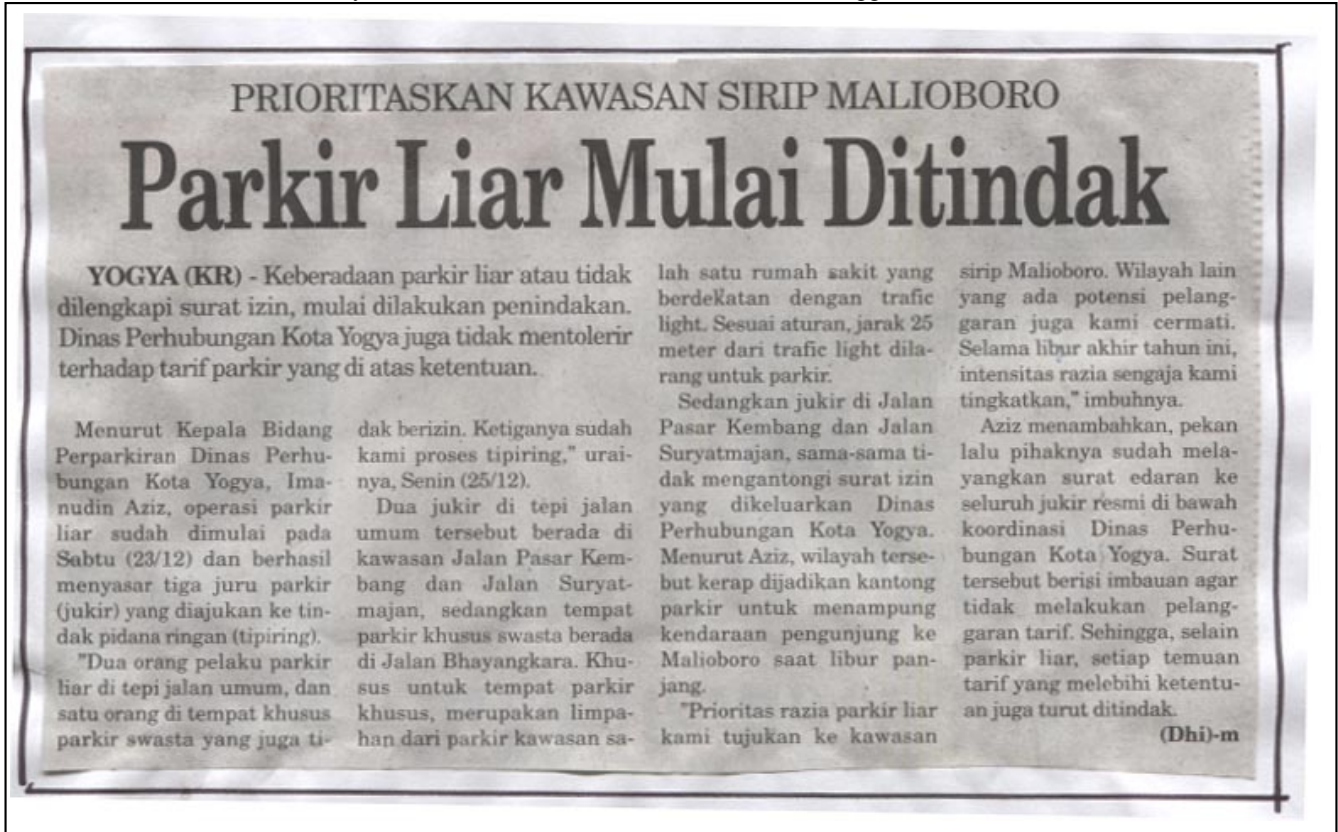 PRIORITASKAN KAWASAN SIRIP MALIOBORO
Parkir Liar Mulai Ditindak
YOGYA (KR) - Keberadaan parkir liar atau tidak
dilengkapi surat izin, mulai dilakukan penindakan.
Dinas Perhubungan Kota Yogya juga tidak mentolerir
terhadap tarif parkir yang di atas ketentuan.
Menurut Kepala Bidang
Perparkiran Dinas Perhu-
bungan Kota Yogya, Ima-
nudin Aziz, operasi parkir
liar sudah dimulai pada
Sabtu (23/12) dan berhasil
menyasar tiga juru parkir
(jukir) yang diajukan ke tin-
dak pidana ringan (tipiring).
"Dua orang pelaku parkir
liar di tepi jalan umum, dan
satu orang di tempat khusus
parkir swasta yang juga ti-
dak berizin. Ketiganya sudah
kami proses tipiring," urai-
nya, Senin (25/12).
Dua jukir di tepi jalan
umum tersebut berada di
kawasan Jalan Pasar Kem-
bang dan Jalan Suryat-
majan, sedangkan tempat
parkir khusus swasta berada
di Jalan Bhayangkara. Khu-
sus untuk tempat parkir
khusus, merupakan limpa-
han dari parkir kawasan sa-
lah satu rumah sakit yang
berdekatan dengan trafic
light. Sesuai aturan, jarak 25
meter dari trafic light dila-
rang untuk parkir.
Sedangkan jukir di Jalan
Pasar Kembang dan Jalan
Suryatmajan, sama-sama ti-
dak mengantongi surat izin
yang dikeluarkan Dinas
Perhubungan Kota Yogya.
Menurut Aziz, wilayah terse-
but kerap dijadikan kantong
parkir untuk menampung
kendaraan pengunjung ke
Malioboro saat libur pan-
jang.
"Prioritas razia parkir liar
kami tujukan ke kawasan
sirip Malioboro. Wilayah lain
yang ada potensi pelang-
garan juga kami cermati.
Selama libur akhir tahun ini,
intensitas razia sengaja kami
tingkatkan," imbuhnya.
Aziz menambahkan, pekan
lalu pihaknya sudah mela-
yangkan surat edaran ke
seluruh jukir resmi di bawah
koordinasi Dinas Perhu-
bungan Kota Yogya. Surat
tersebut berisi imbauan agar
tidak melakukan pelang-
garan tarif. Sehingga, selain
parkir liar, setiap temuan
tarif yang melebihi ketentu-
an juga turut ditindak.
(Dhi)-m